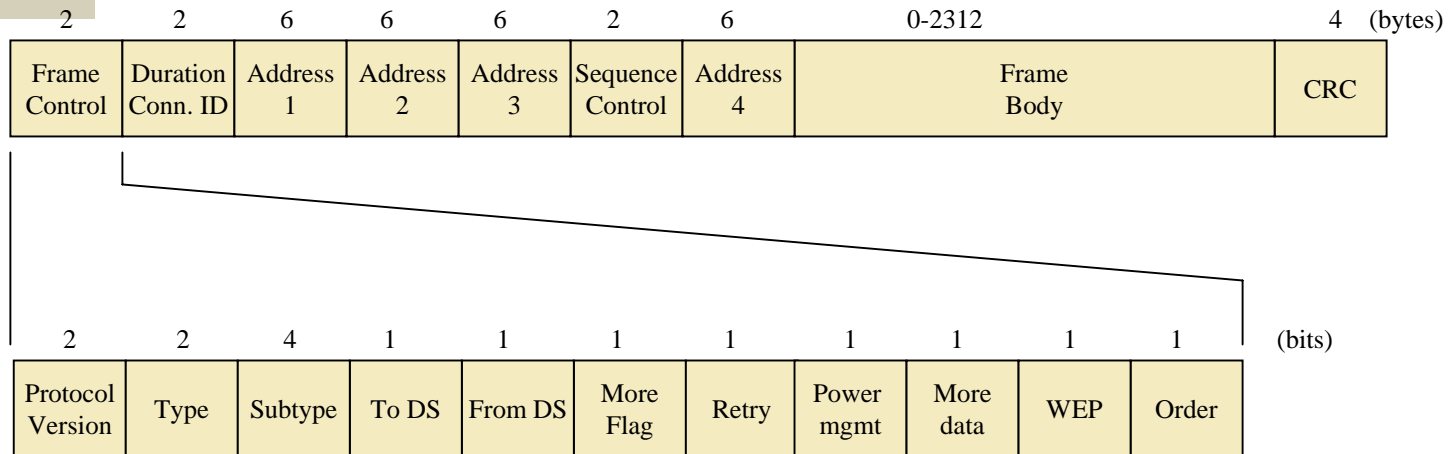 2 2 6 6 6 2 6 0-2312 4 (bytes)
Frame Control Duration Conn. ID Address 1 Address 2 Address 3 Sequence Control Address 4 Frame Body CRC
2 2 4 1 1 1 1 1 1 1 1 (bits)
Protocol Version Type Subtype To DS From DS More Flag Retry Power mgmt More data WEP Order